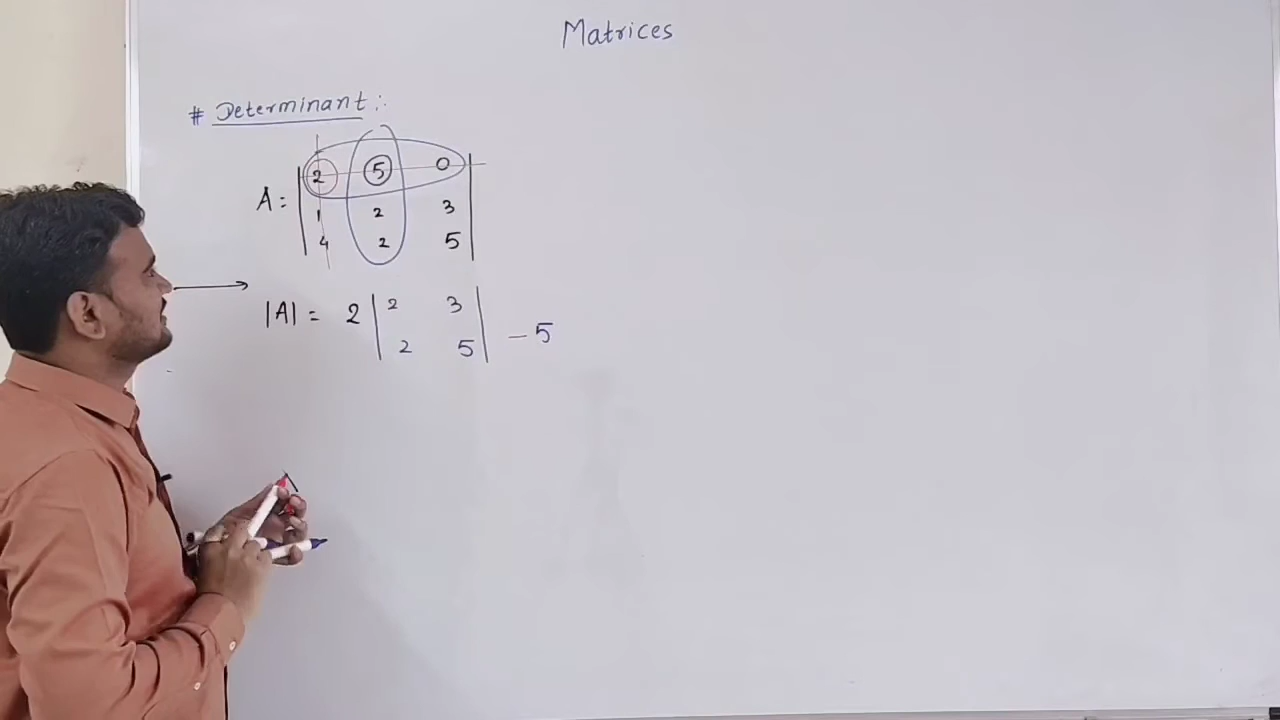 Matrices
# Determinant :-
A = | 2 5 0 |
| 1 2 3 |
| 4 2 5 |
|A| = 2 | 2 3 | - 5
| 2 5 |